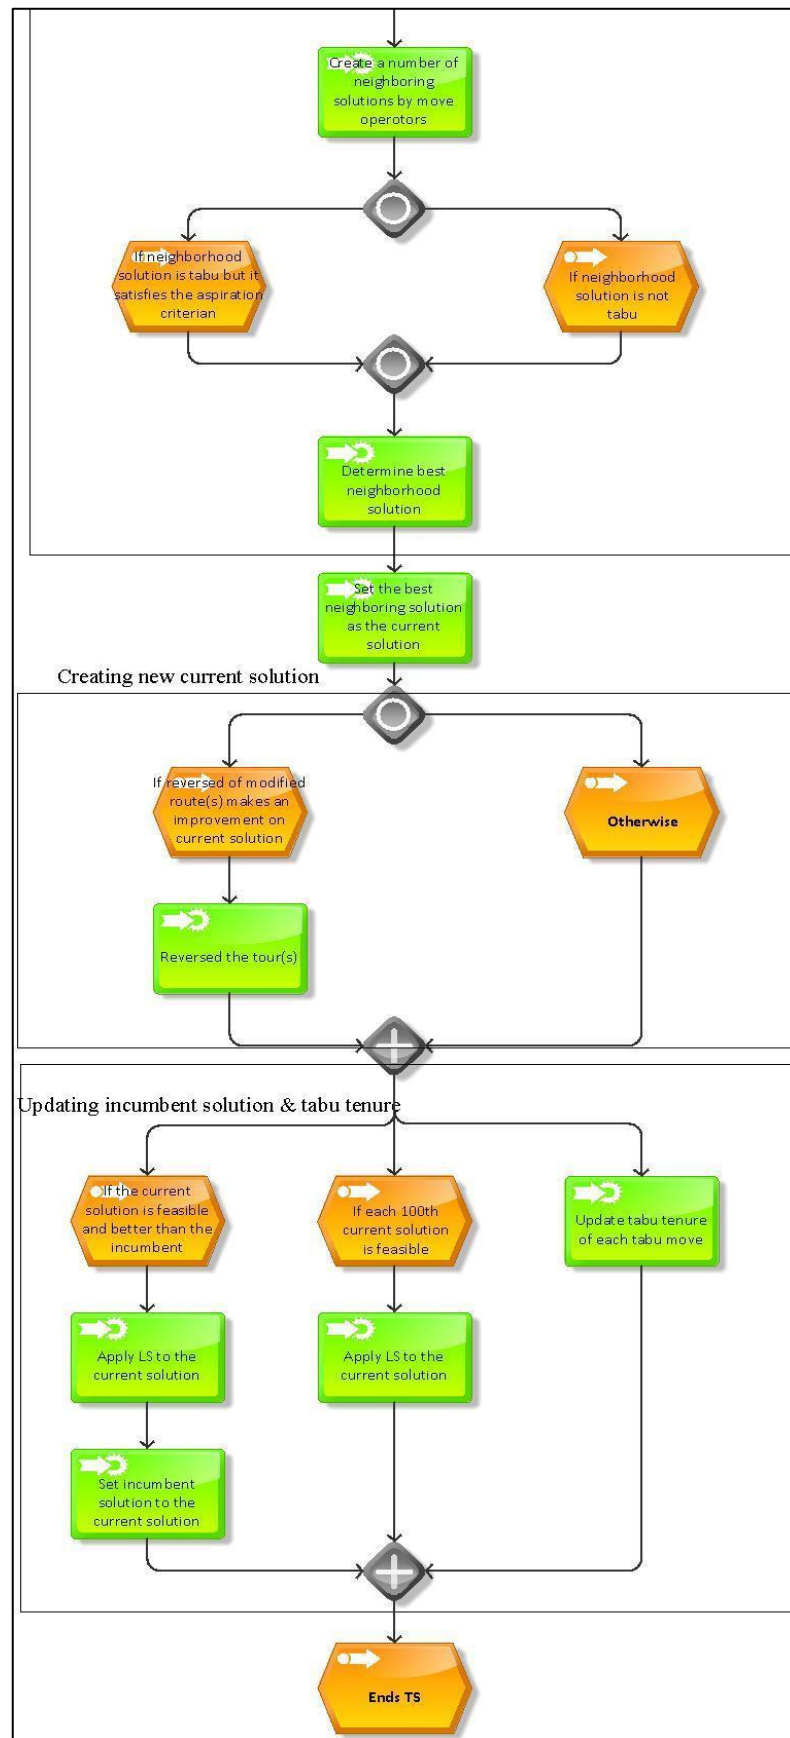 Create a number of
neighboring
solutions by move
operotors
If neighborhood
solution is tabu but it
satisfies the aspiration
criterian
If neighborhood
solution is not
tabu
Determine best
neighborhood
solution
Set the best
neighboring solution
as the current
solution
Creating new current solution
If reversed of modified
route(s) makes an
improvement on
current solution
Otherwise
Reversed the tour(s)
Updating incumbent solution & tabu tenure
If the current
solution is feasible
and better than the
incumbent
If each 100th
current solution
is feasible
Update tabu tenure
of each tabu move
Apply LS to the
current solution
Apply LS to the
current solution
Set incumbent
solution to the
current solution
Ends TS